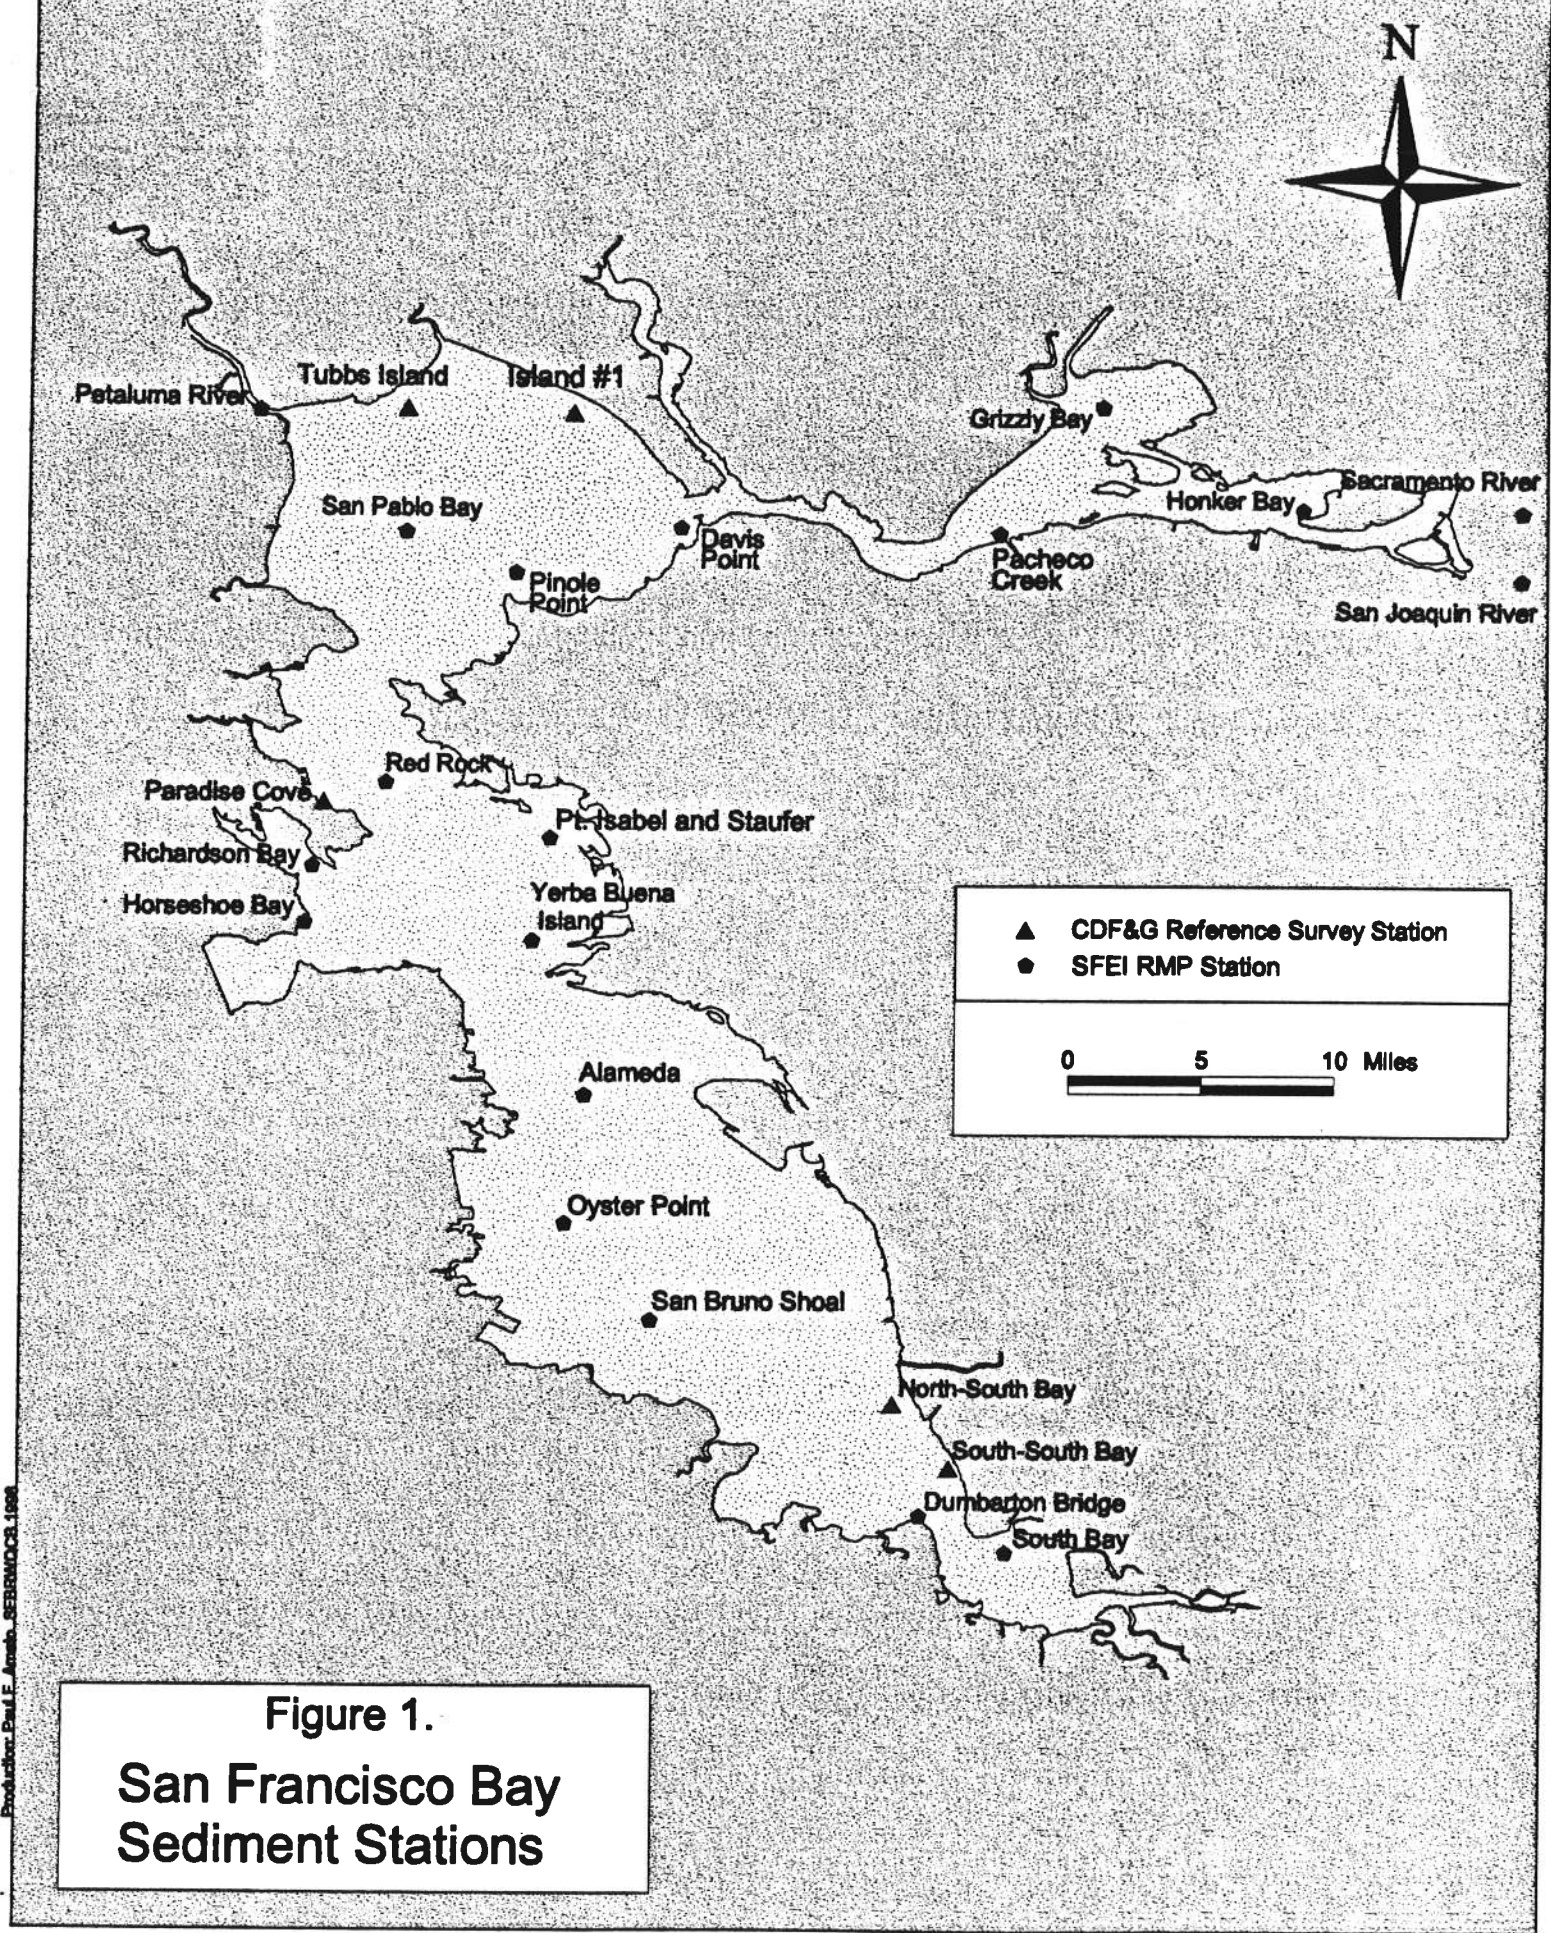 N
Petaluma River
Tubbs Island
Island #1
Grizzly Bay
San Pablo Bay
Davis
Point
Pinole
Point
Pacheco
Creek
Honker Bay
Sacramento River
San Joaquin River
Red Rock
Paradise Cove
Pt. Isabel and Staufer
Richardson Bay
Yerba Buena
Island
Horseshoe Bay
▲ CDF&G Reference Survey Station
SFEI RMP Station
0 5 10 Miles
Alameda
Oyster Point
San Bruno Shoal
North-South Bay
South-South Bay
Dumbarton Bridge
South Bay
Figure 1.
San Francisco Bay
Sediment Stations
Production: Paul F.